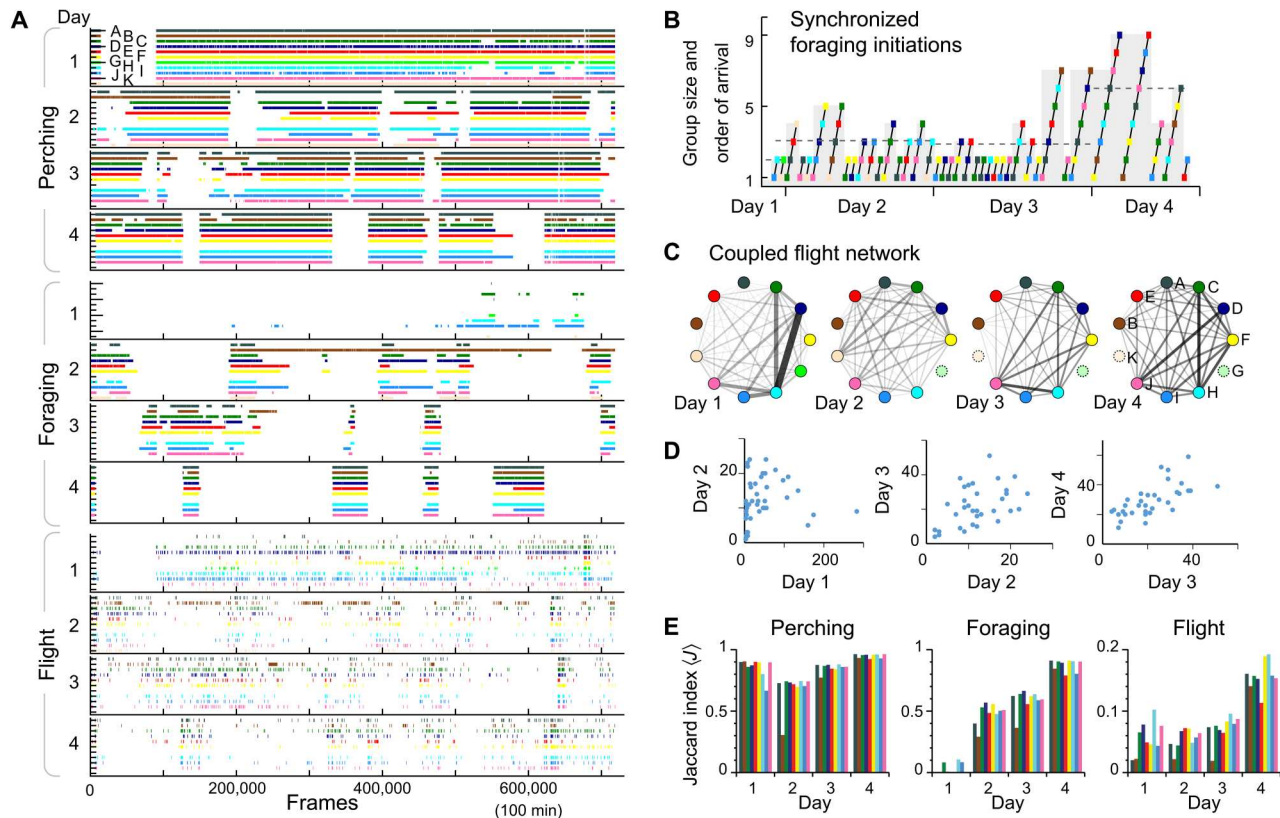 A
Day
A B C
D E F
G H I
J K
1
2
3
4
Perching
1
2
3
4
Foraging
1
2
3
4
Flight
0 200,000 400,000 600,000
Frames
(100 min)
B
Synchronized
foraging initiations
Group size and
order of arrival
9
5
1
Day 1 Day 2 Day 3 Day 4
C
Coupled flight network
Day 1 Day 2 Day 3 Day 4
A
E C
D
B
F
K G
J H
I
D
Day 2
20
0
0 200
Day 1
Day 3
40
0
0 10 20
Day 2
Day 4
40
0
0 40
Day 3
E
Perching Foraging Flight
Jaccard index ⟨J⟩
1
0.5
0
1 2 3 4
Day
1
0.5
0
1 2 3 4
Day
0.2
0.1
0
1 2 3 4
Day